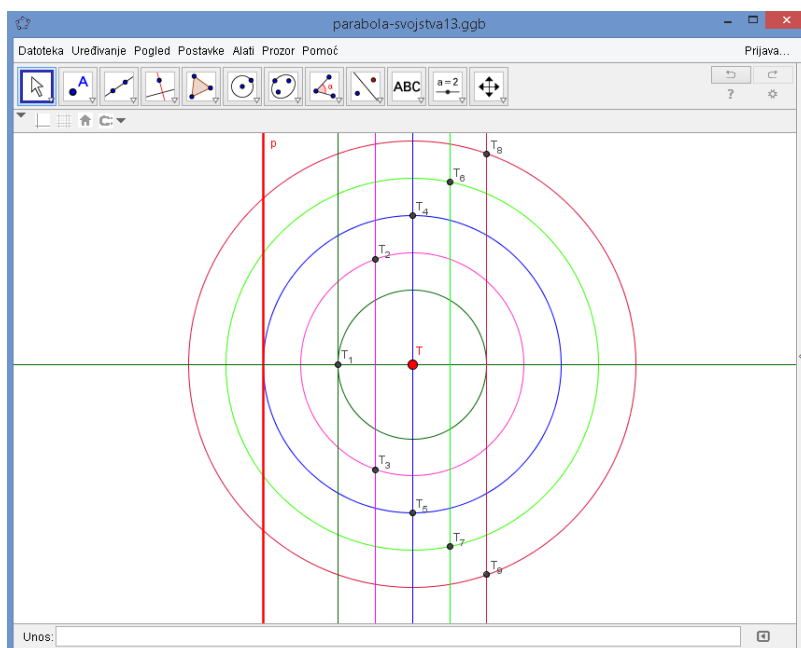 parabola-svojstva13.ggb
Datoteka Uređivanje Pogled Postavke Alati Prozor Pomoć Prijava...
A α ABC a=2
?
p
T8
T6
T4
T2
T1 T
T3
T5
T7
T9
Unos: